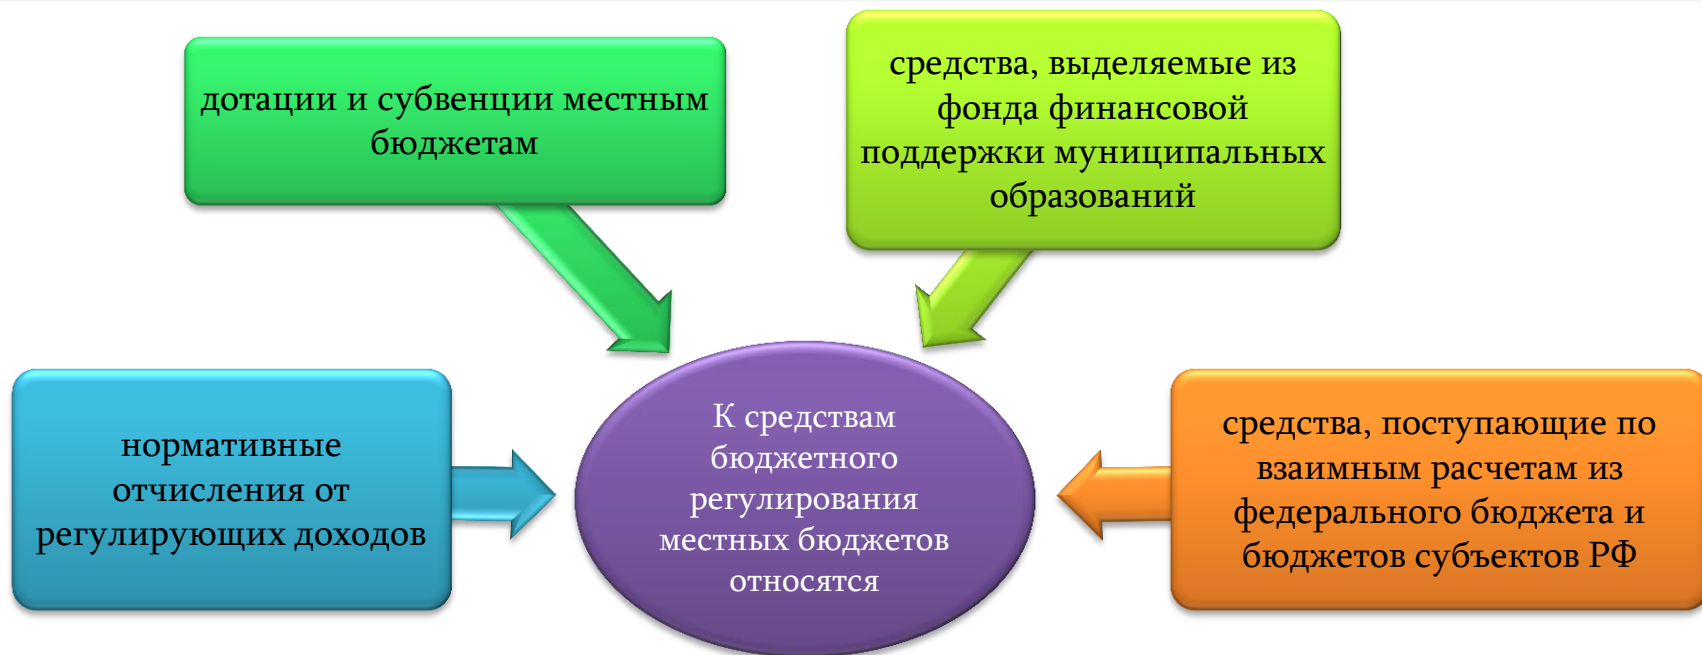 дотации и субвенции местным
бюджетам
средства, выделяемые из
фонда финансовой
поддержки муниципальных
образований
нормативные
отчисления от
регулирующих доходов
К средствам
бюджетного
регулирования
местных бюджетов
относятся
средства, поступающие по
взаимным расчетам из
федерального бюджета и
бюджетов субъектов РФ